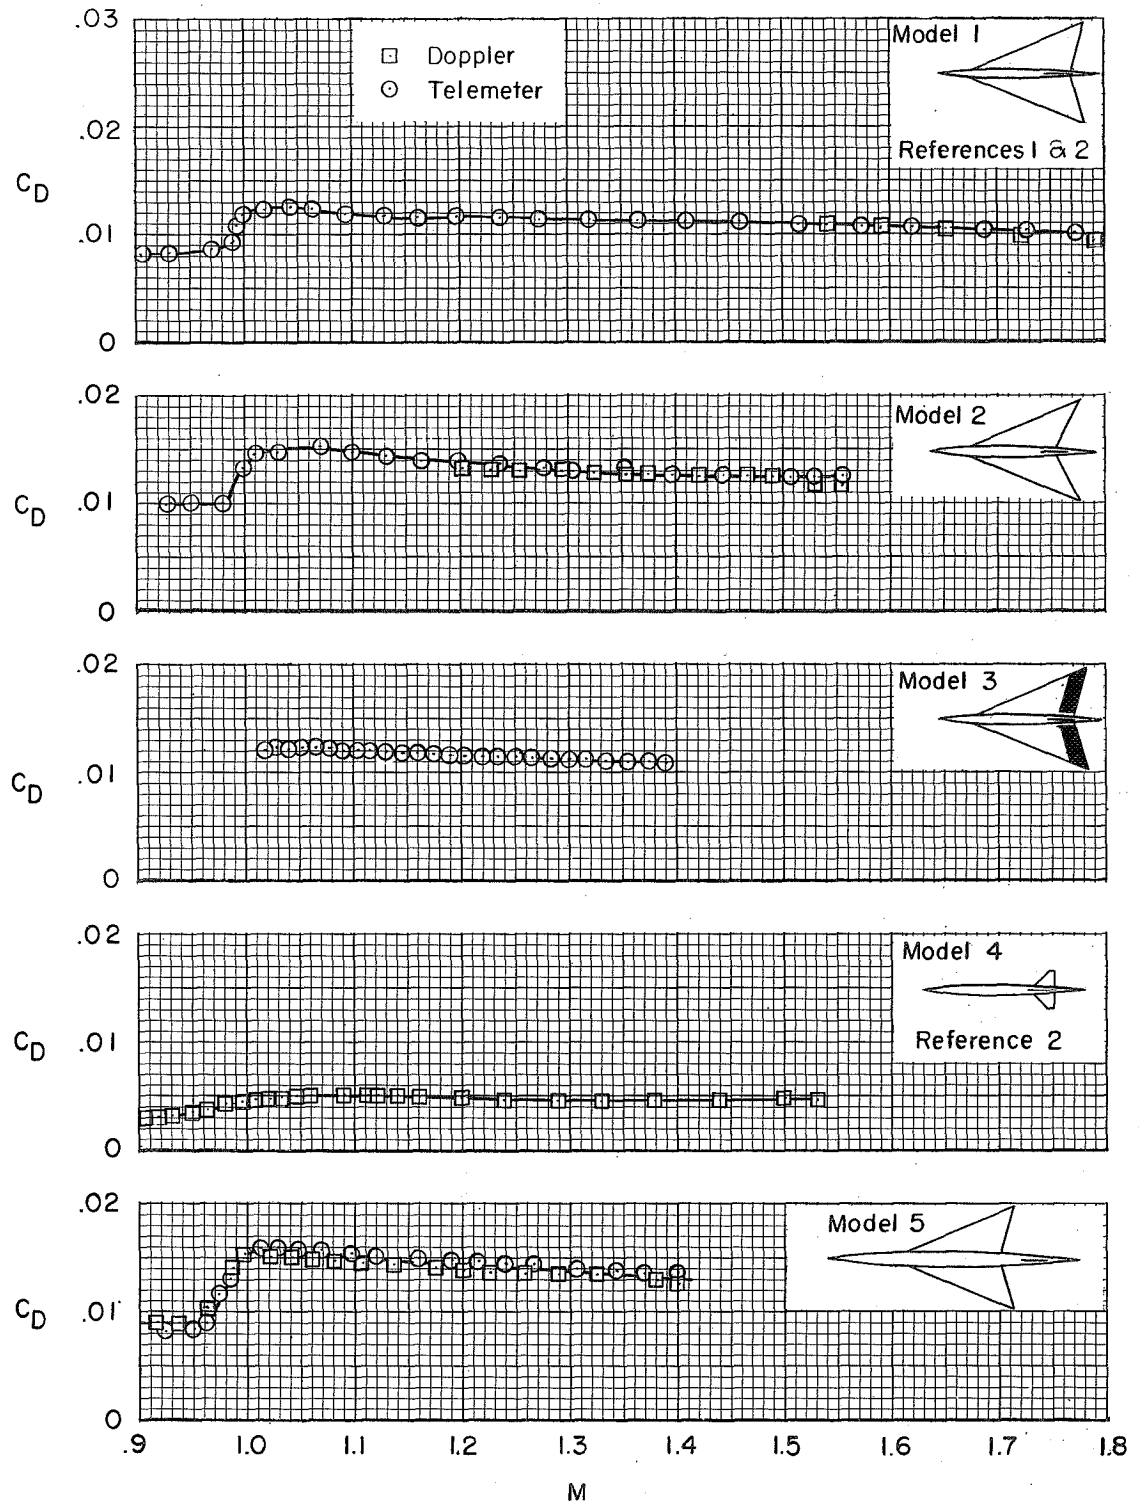 .03
.02
.01
0
C_D
Doppler
Telemeter
Model 1
References 1 & 2
.02
.01
0
C_D
Model 2
.02
.01
0
C_D
Model 3
.02
.01
0
C_D
Model 4
Reference 2
.02
.01
0
C_D
Model 5
.9 1.0 1.1 1.2 1.3 1.4 1.5 1.6 1.7 1.8
M